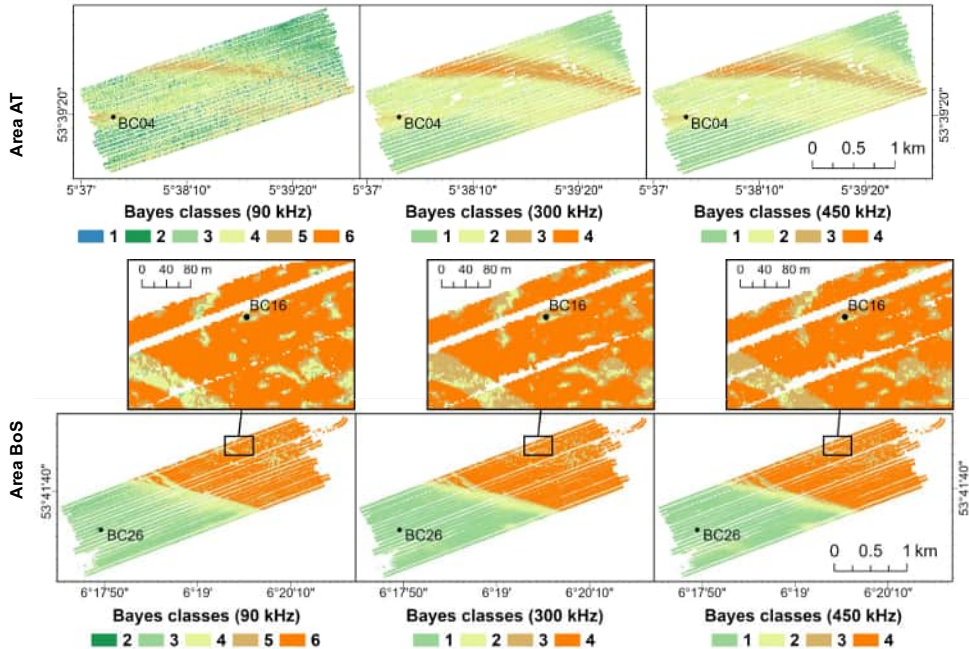 Area AT
53°39'20"
BC04
BC04
BC04
53°39'20"
0 0.5 1 km
5°37' 5°38'10" 5°39'20" 5°37' 5°38'10" 5°39'20" 5°37' 5°38'10" 5°39'20"
Bayes classes (90 kHz) Bayes classes (300 kHz) Bayes classes (450 kHz)
1 2 3 4 5 6 1 2 3 4 1 2 3 4
0 40 80 m 0 40 80 m 0 40 80 m
BC16 BC16 BC16
Area BoS
53°41'40"
BC26
BC26
BC26
53°41'40"
0 0.5 1 km
6°17'50" 6°19' 6°20'10" 6°17'50" 6°19' 6°20'10" 6°17'50" 6°19' 6°20'10"
Bayes classes (90 kHz) Bayes classes (300 kHz) Bayes classes (450 kHz)
2 3 4 5 6 1 2 3 4 1 2 3 4